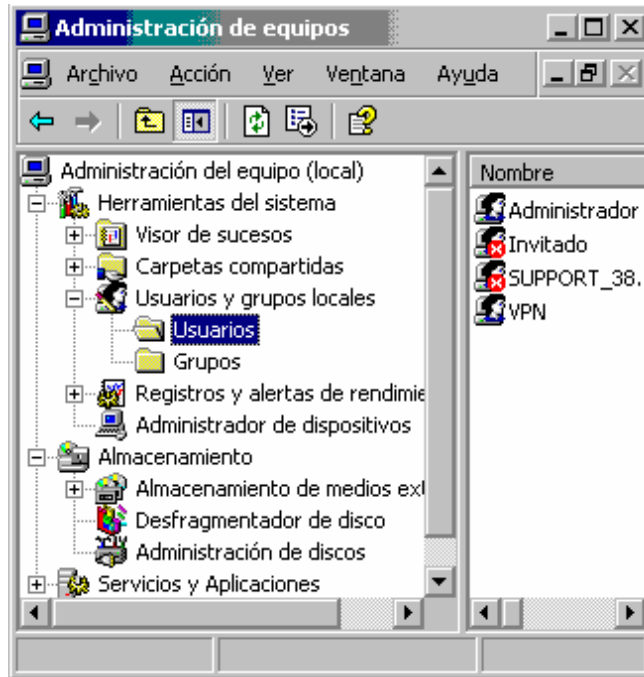 Administración de equipos
Archivo Acción Ver Ventana Ayuda
Administración del equipo (local)
Herramientas del sistema
Visor de sucesos
Carpetas compartidas
Usuarios y grupos locales
Usuarios
Grupos
Registros y alertas de rendimie
Administrador de dispositivos
Almacenamiento
Almacenamiento de medios ext
Desfragmentador de disco
Administración de discos
Servicios y Aplicaciones
Nombre
Administrador
Invitado
SUPPORT_38.
VPN